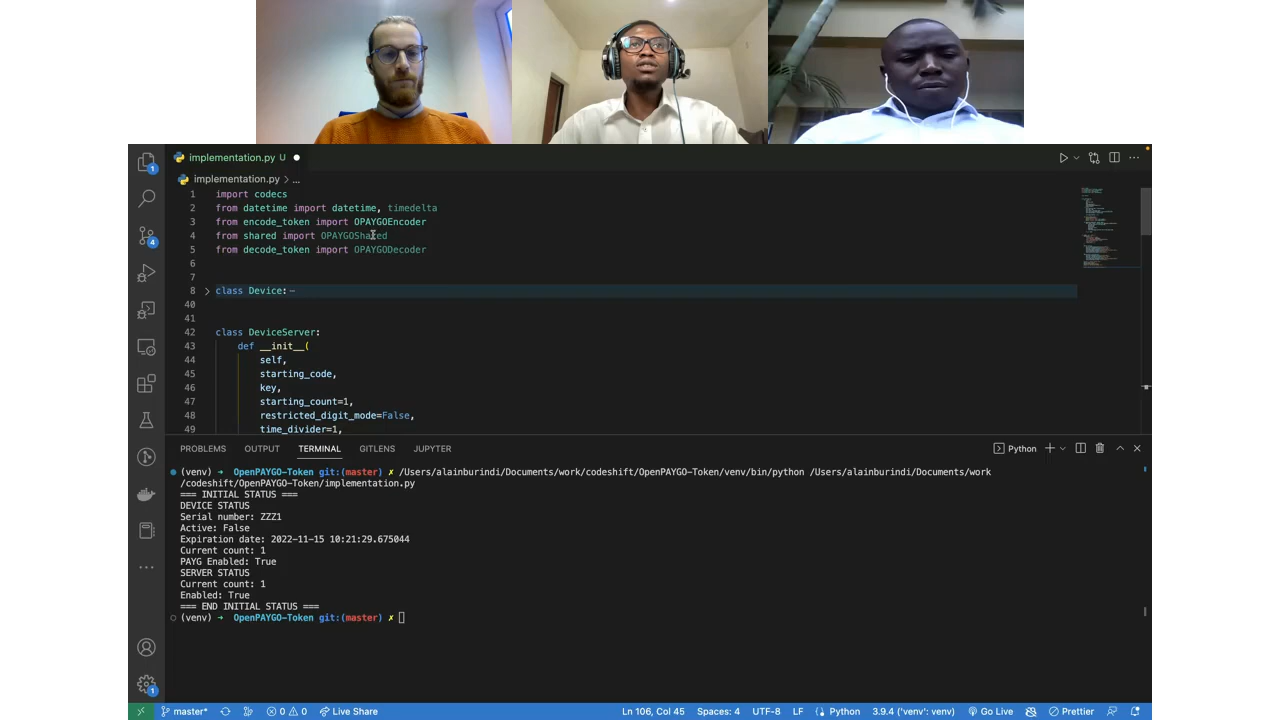 implementation.py U
implementation.py > ...
1 import codecs
2 from datetime import datetime, timedelta
3 from encode_token import OPAYGOEncoder
4 from shared import OPAYGOShared
5 from decode_token import OPAYGODecoder
6
7
8 class Device:
40
41
42 class DeviceServer:
43 def __init__(
44 self,
45 starting_code,
46 key,
47 starting_count=1,
48 restricted_digit_mode=False,
49 time_divider=1,
PROBLEMS OUTPUT TERMINAL GITLENS JUPYTER Python
(venv) → OpenPAYGO-Token git:(master) ✗ /Users/alainburindi/Documents/work/codeshift/OpenPAYGO-Token/venv/bin/python /Users/alainburindi/Documents/work
/codeshift/OpenPAYGO-Token/implementation.py
=== INITIAL STATUS ===
DEVICE STATUS
Serial number: ZZZ1
Active: False
Expiration date: 2022-11-15 10:21:29.675044
Current count: 1
PAYG Enabled: True
SERVER STATUS
Current count: 1
Enabled: True
=== END INITIAL STATUS ===
(venv) → OpenPAYGO-Token git:(master) ✗
master* 0 0 Live Share Ln 106, Col 45 Spaces: 4 UTF-8 LF Python 3.9.4 ('venv': venv) Go Live Prettier